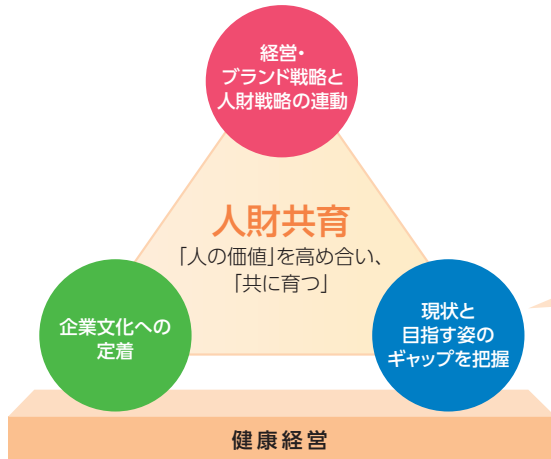 経営・
ブランド戦略と
人財戦略の連動
人財共育
「人の価値」を高め合い、
「共に育つ」
企業文化への
定着
現状と
目指す姿の
ギャップを把握
健康経営